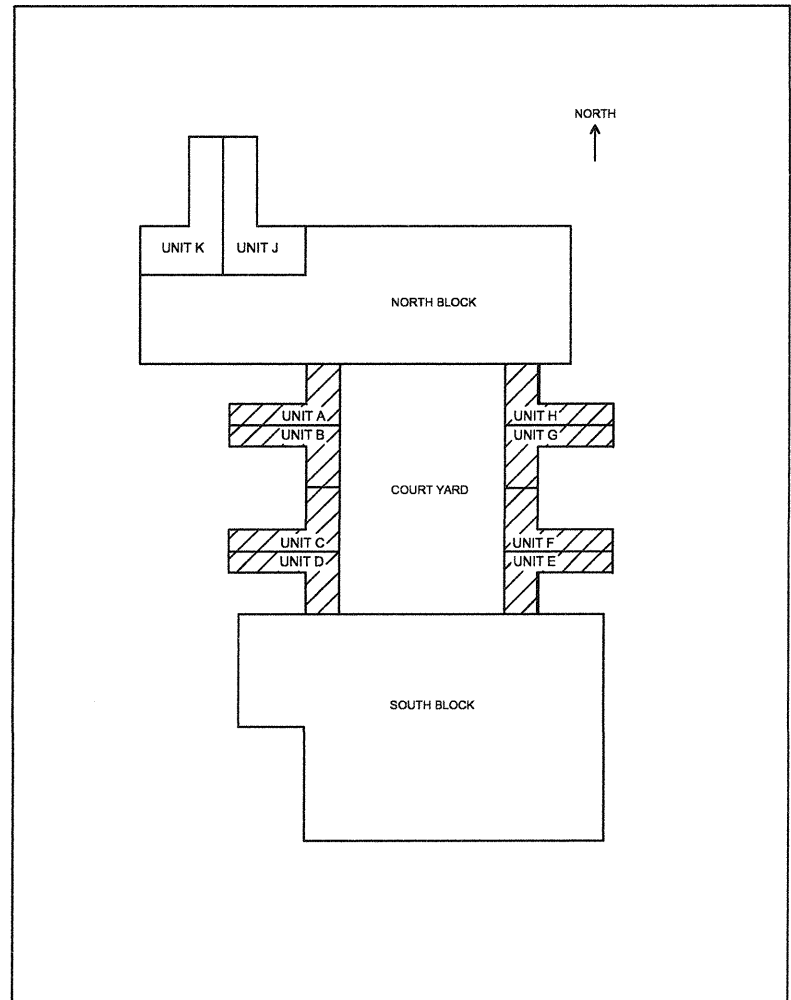 NORTH
UNIT K
UNIT J
NORTH BLOCK
UNIT A
UNIT H
UNIT B
UNIT G
COURT YARD
UNIT C
UNIT F
UNIT D
UNIT E
SOUTH BLOCK